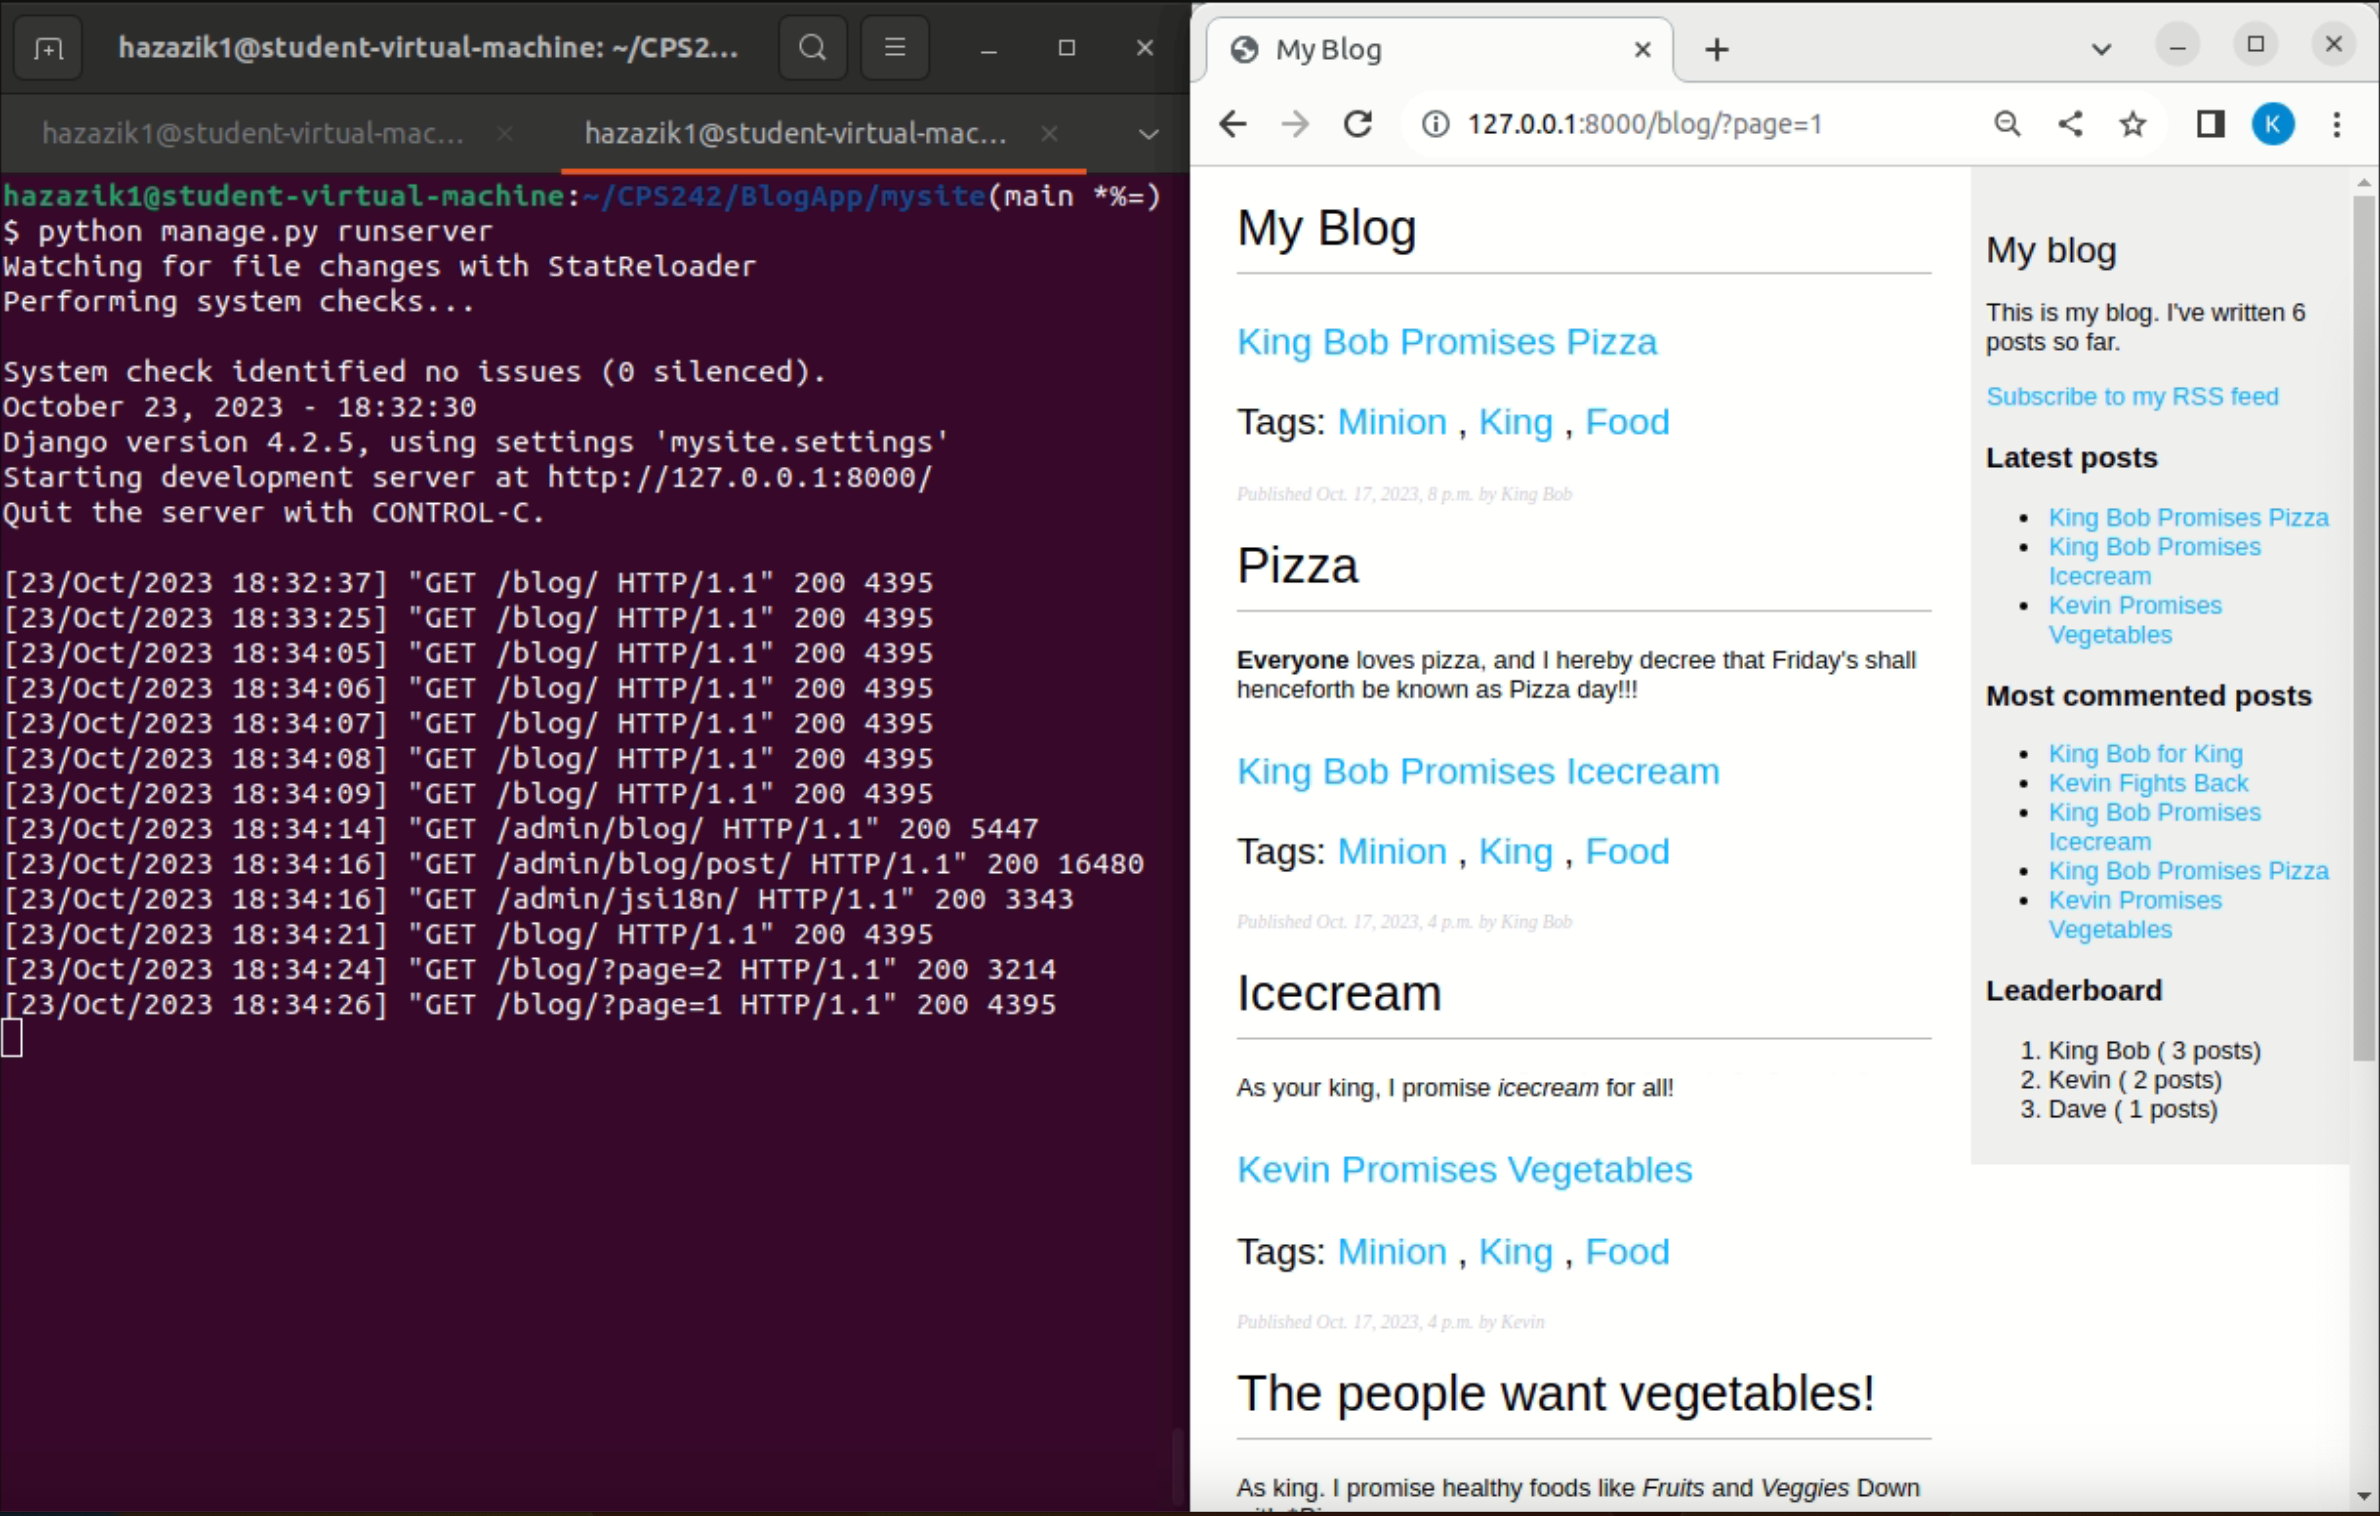 hazazik1@student-virtual-machine: ~/CPS2...
hazazik1@student-virtual-mac...
hazazik1@student-virtual-mac...
hazazik1@student-virtual-machine:~/CPS242/BlogApp/mysite(main *%=)
$ python manage.py runserver
Watching for file changes with StatReloader
Performing system checks...
System check identified no issues (0 silenced).
October 23, 2023 - 18:32:30
Django version 4.2.5, using settings 'mysite.settings'
Starting development server at http://127.0.0.1:8000/
Quit the server with CONTROL-C.
[23/Oct/2023 18:32:37] "GET /blog/ HTTP/1.1" 200 4395
[23/Oct/2023 18:33:25] "GET /blog/ HTTP/1.1" 200 4395
[23/Oct/2023 18:34:05] "GET /blog/ HTTP/1.1" 200 4395
[23/Oct/2023 18:34:06] "GET /blog/ HTTP/1.1" 200 4395
[23/Oct/2023 18:34:07] "GET /blog/ HTTP/1.1" 200 4395
[23/Oct/2023 18:34:08] "GET /blog/ HTTP/1.1" 200 4395
[23/Oct/2023 18:34:09] "GET /blog/ HTTP/1.1" 200 4395
[23/Oct/2023 18:34:14] "GET /admin/blog/ HTTP/1.1" 200 5447
[23/Oct/2023 18:34:16] "GET /admin/blog/post/ HTTP/1.1" 200 16480
[23/Oct/2023 18:34:16] "GET /admin/jsi18n/ HTTP/1.1" 200 3343
[23/Oct/2023 18:34:21] "GET /blog/ HTTP/1.1" 200 4395
[23/Oct/2023 18:34:24] "GET /blog/?page=2 HTTP/1.1" 200 3214
[23/Oct/2023 18:34:26] "GET /blog/?page=1 HTTP/1.1" 200 4395
My Blog
127.0.0.1:8000/blog/?page=1
K
My Blog
King Bob Promises Pizza
Tags: Minion , King , Food
Published Oct. 17, 2023, 8 p.m. by King Bob
Pizza
Everyone loves pizza, and I hereby decree that Friday's shall
henceforth be known as Pizza day!!!
King Bob Promises Icecream
Tags: Minion , King , Food
Published Oct. 17, 2023, 4 p.m. by King Bob
Icecream
As your king, I promise icecream for all!
Kevin Promises Vegetables
Tags: Minion , King , Food
Published Oct. 17, 2023, 4 p.m. by Kevin
The people want vegetables!
As king. I promise healthy foods like Fruits and Veggies Down
My blog
This is my blog. I've written 6
posts so far.
Subscribe to my RSS feed
Latest posts
King Bob Promises Pizza
King Bob Promises
Icecream
Kevin Promises
Vegetables
Most commented posts
King Bob for King
Kevin Fights Back
King Bob Promises
Icecream
King Bob Promises Pizza
Kevin Promises
Vegetables
Leaderboard
1. King Bob ( 3 posts)
2. Kevin ( 2 posts)
3. Dave ( 1 posts)